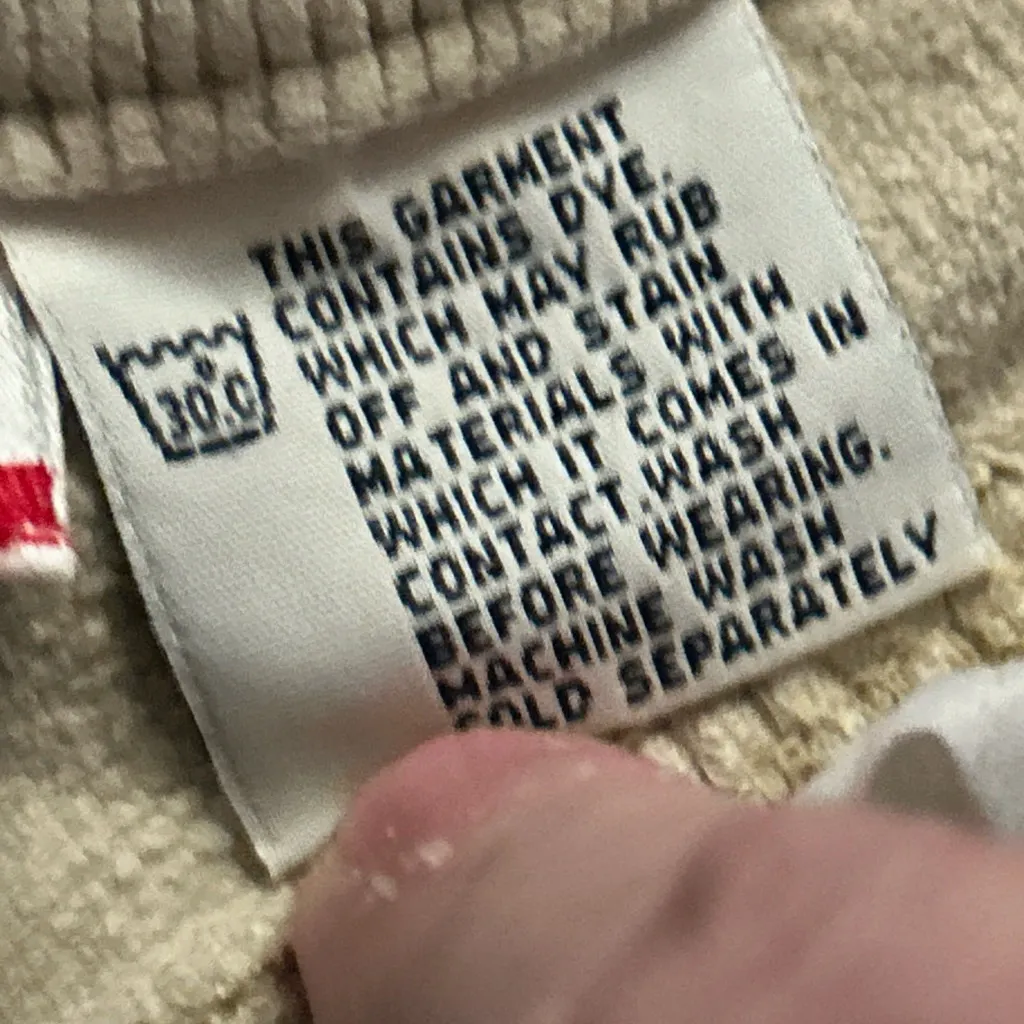 THIS GARMENT
CONTAINS DYE.
WHICH MAY RUB
OFF AND STAIN
MATERIALS WITH
WHICH IT COMES IN
CONTACT.WASH
BEFORE WEARING.
MACHINE WASH
COLD SEPARATELY
30°C